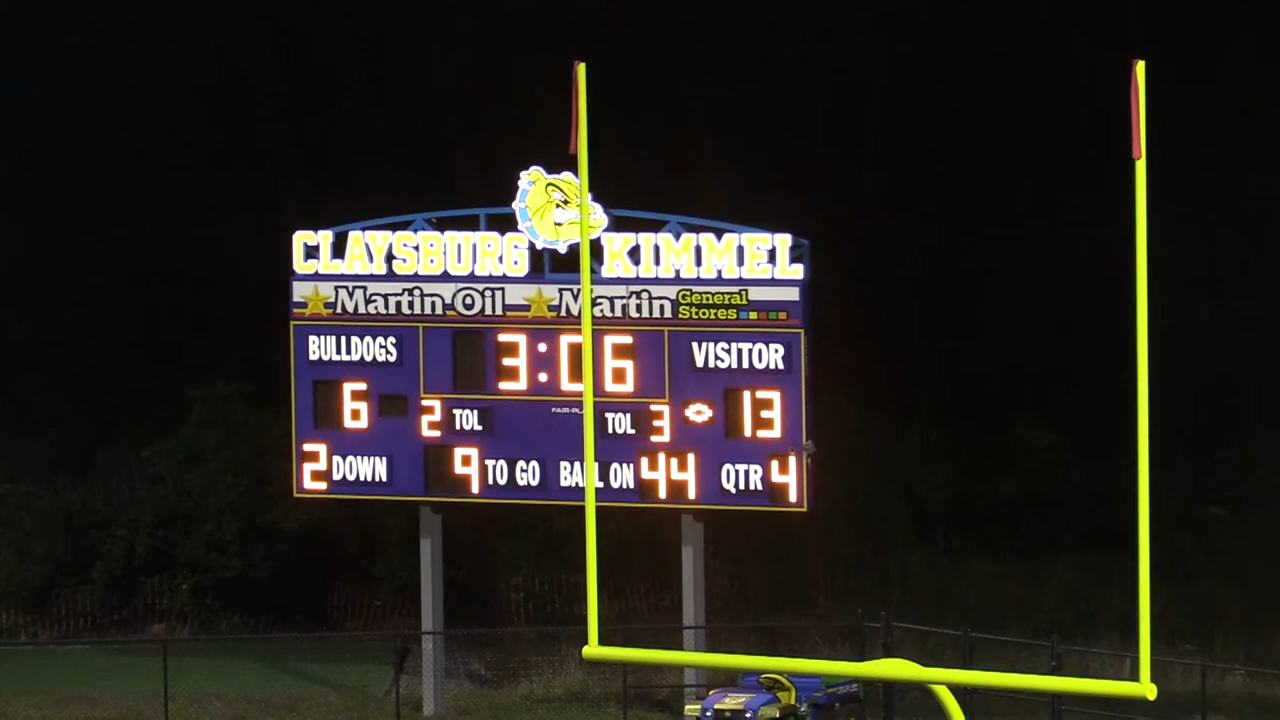 CLAYSBURG KIMMEL
Martin Oil Martin General Stores
BULLDOGS 3:06 VISITOR
6 2 TOL TOL 3 13
2 DOWN 9 TO GO BALL ON 44 QTR 4